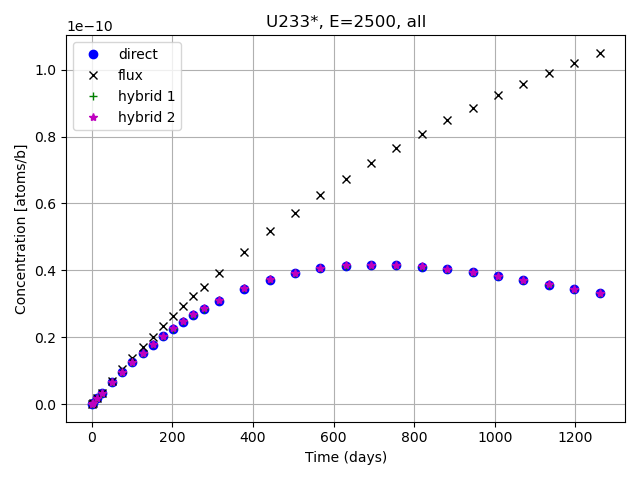 U233*, E=2500, all
1e−10
direct
flux
hybrid 1
hybrid 2
Concentration [atoms/b]
1.0
0.8
0.6
0.4
0.2
0.0
0 200 400 600 800 1000 1200
Time (days)